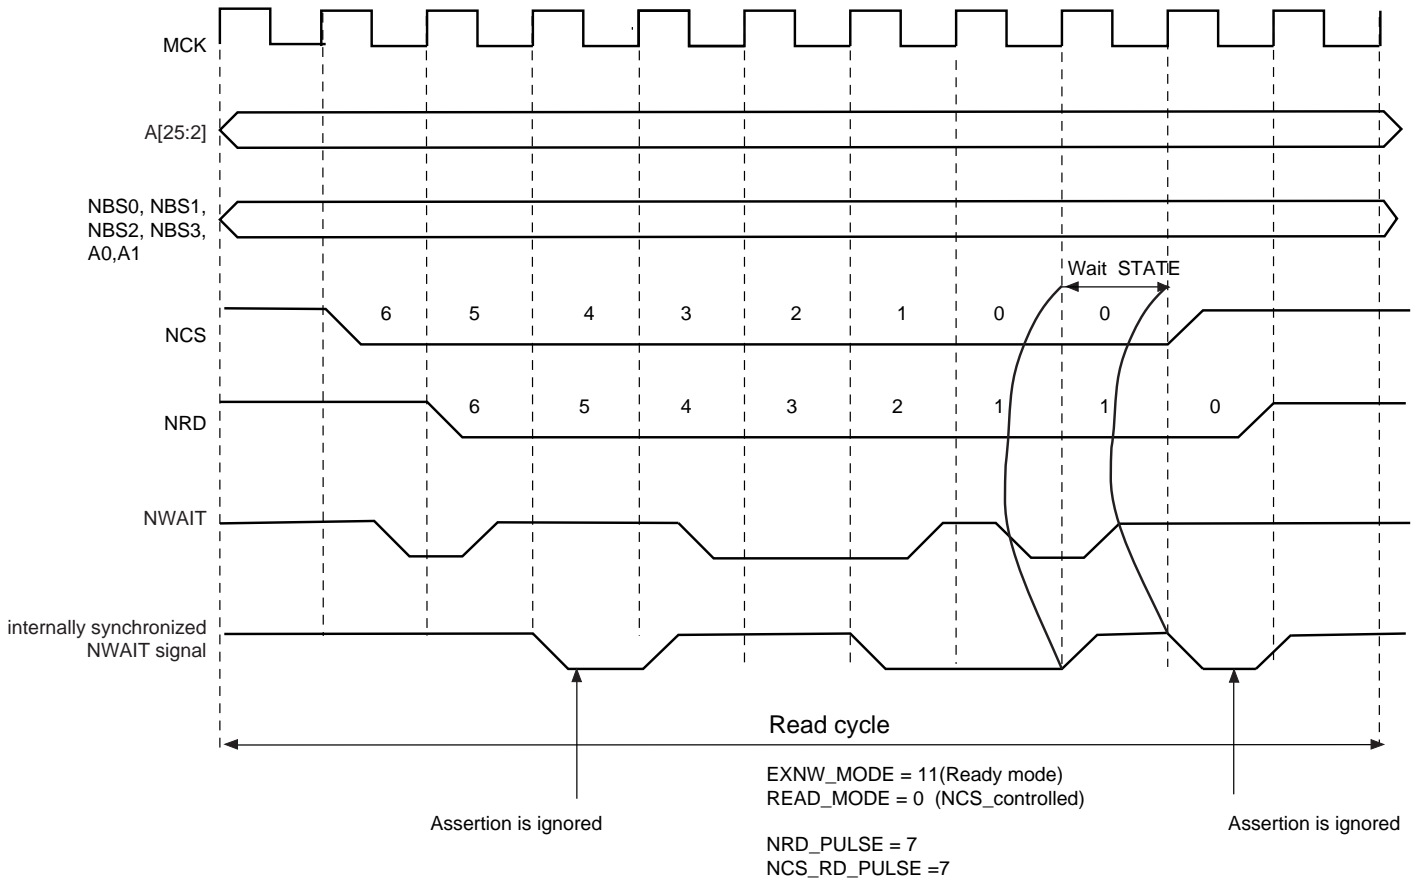 MCK
A[25:2]
NBS0, NBS1,
NBS2, NBS3,
A0,A1
Wait STATE
NCS
6 5 4 3 2 1 0 0
NRD
6 5 4 3 2 1 1 0
NWAIT
internally synchronized
NWAIT signal
Read cycle
EXNW_MODE = 11(Ready mode)
READ_MODE = 0 (NCS_controlled)
Assertion is ignored
Assertion is ignored
NRD_PULSE = 7
NCS_RD_PULSE =7